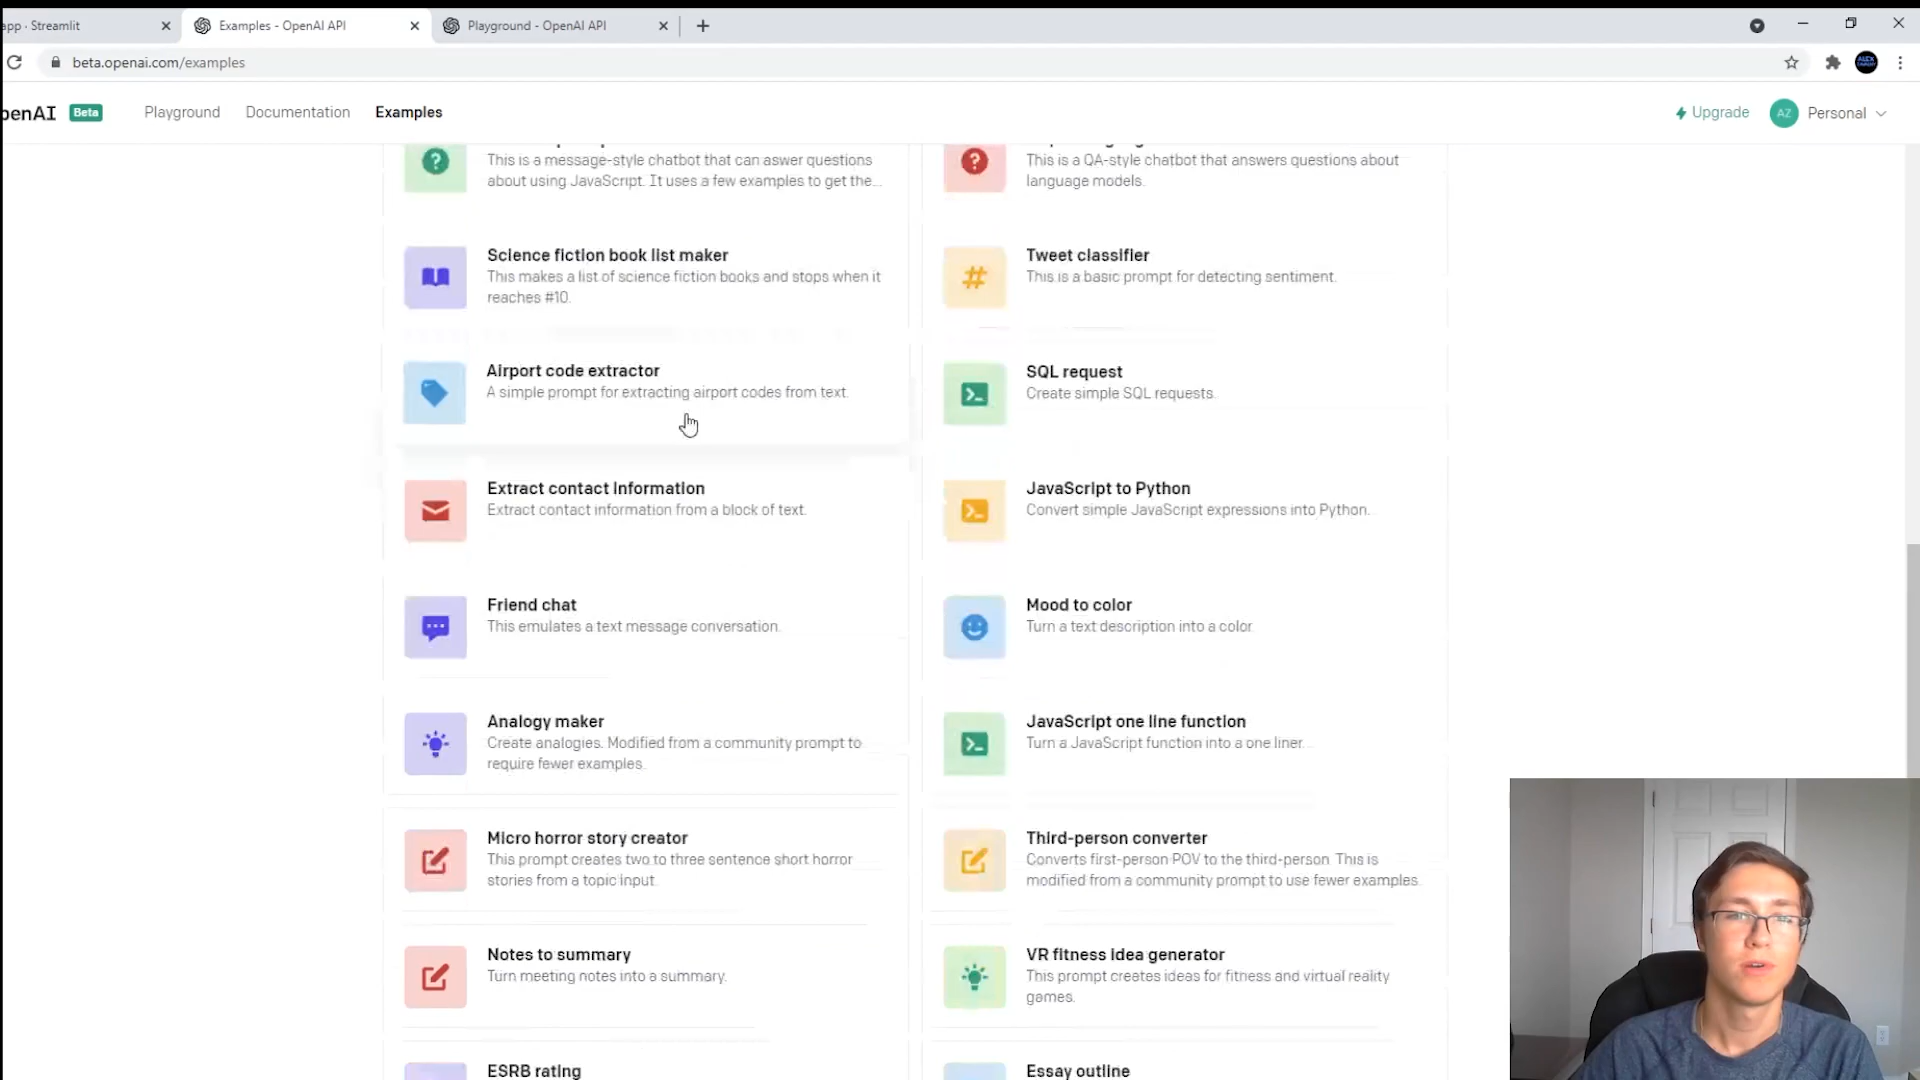 app · Streamlit
Examples - OpenAI API
Playground - OpenAI API
beta.openai.com/examples
penAI
Beta
Playground
Documentation
Examples
Upgrade
AZ
Personal
This is a message-style chatbot that can aswer questions
about using JavaScript. It uses a few examples to get the...
This is a QA-style chatbot that answers questions about
language models.
Science fiction book list maker
This makes a list of science fiction books and stops when it
reaches #10.
Tweet classifier
This is a basic prompt for detecting sentiment.
Airport code extractor
A simple prompt for extracting airport codes from text.
SQL request
Create simple SQL requests.
Extract contact information
Extract contact information from a block of text.
JavaScript to Python
Convert simple JavaScript expressions into Python.
Friend chat
This emulates a text message conversation.
Mood to color
Turn a text description into a color.
Analogy maker
Create analogies. Modified from a community prompt to
require fewer examples.
JavaScript one line function
Turn a JavaScript function into a one liner.
Micro horror story creator
This prompt creates two to three sentence short horror
stories from a topic input.
Third-person converter
Converts first-person POV to the third-person. This is
modified from a community prompt to use fewer examples.
Notes to summary
Turn meeting notes into a summary.
VR fitness idea generator
This prompt creates ideas for fitness and virtual reality
games.
ESRB rating
Essay outline